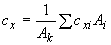 c_x = \frac{1}{A_k} \sum c_{xi} A_i